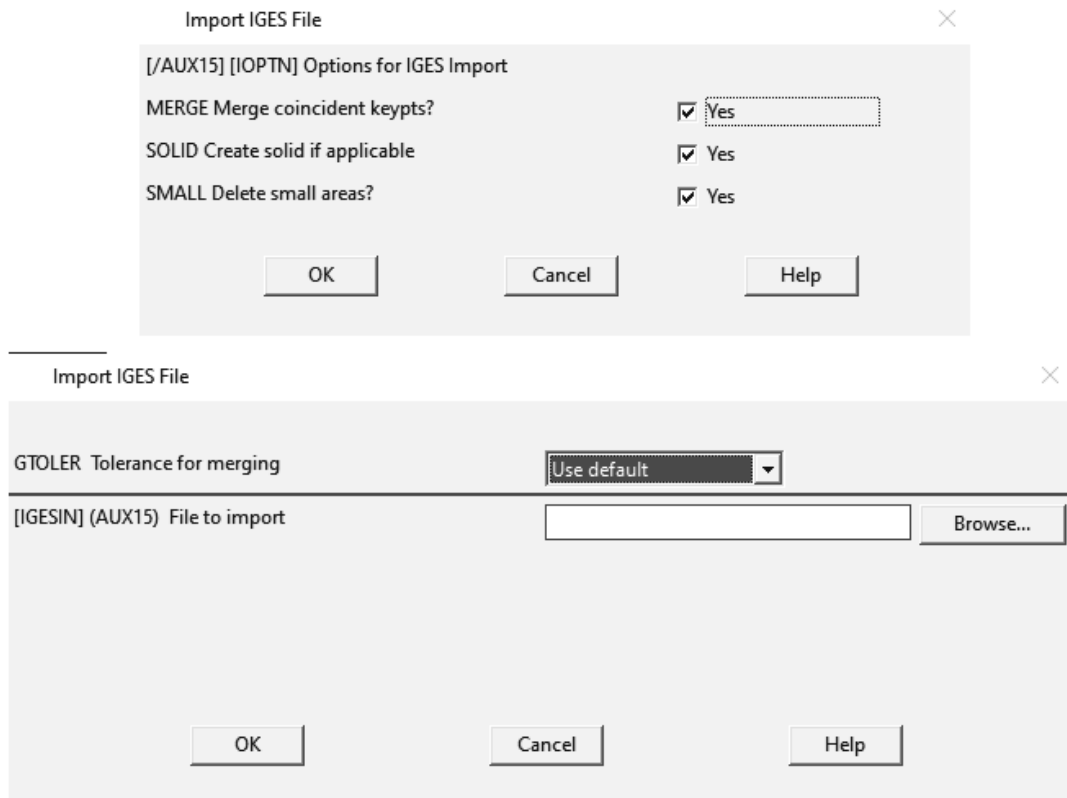 Import IGES File
[/AUX15] [IOPTN] Options for IGES Import
MERGE Merge coincident keypts? Yes
SOLID Create solid if applicable Yes
SMALL Delete small areas? Yes
OK Cancel Help
Import IGES File
GTOLER Tolerance for merging Use default
[IGESIN] (AUX15) File to import Browse...
OK Cancel Help